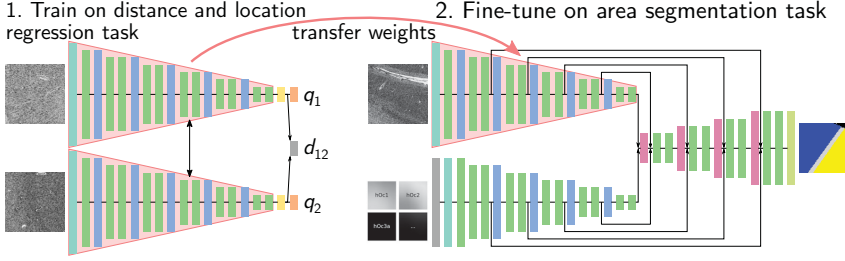 1. Train on distance and location
regression task
transfer weights
2. Fine-tune on area segmentation task
q1
d12
q2
hOc1
hOc2
hOc3a
..